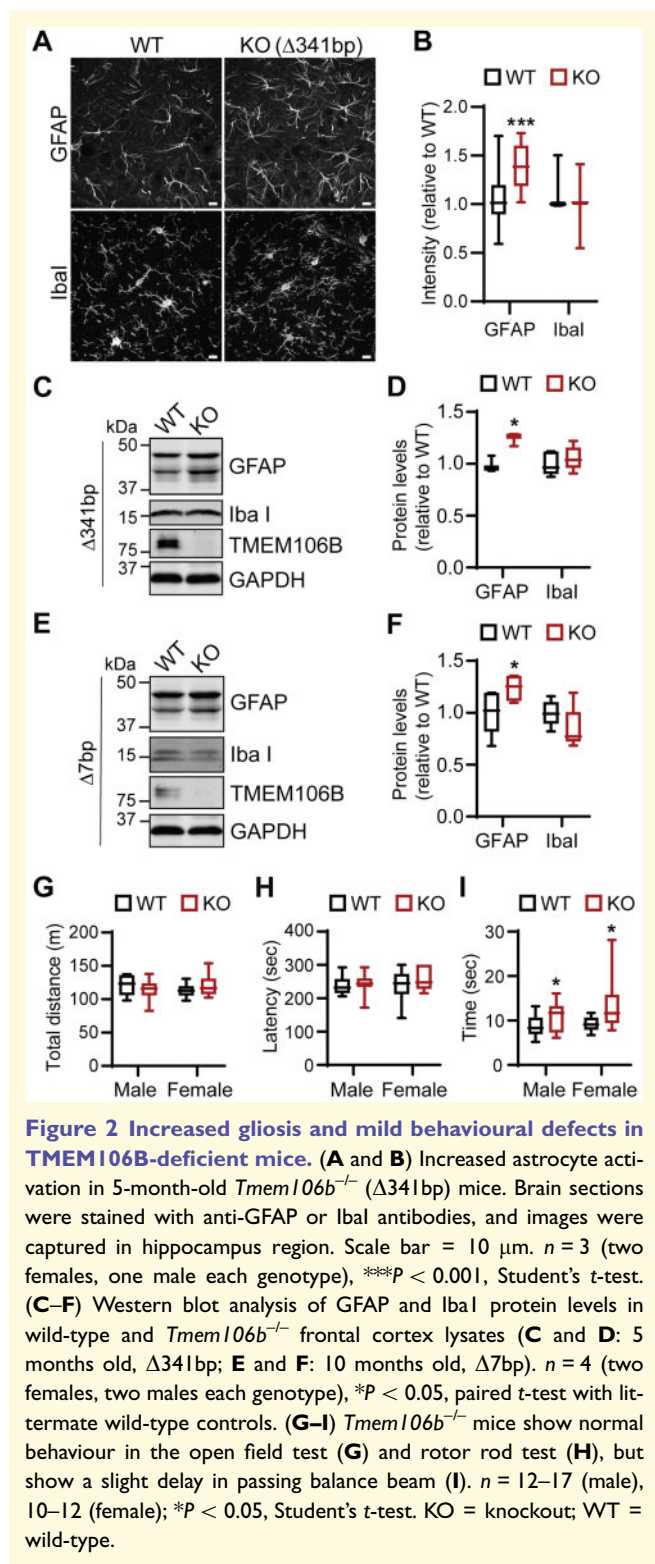 A
WT
KO (Δ341bp)
GFAP
IbaI
B
WT KO
Intensity (relative to WT)
2.0
1.5
1.0
0.5
0.0
***
GFAP IbaI
C
kDa
WT
KO
50
37
15
75
37
GFAP
Iba I
TMEM106B
GAPDH
Δ341bp
D
WT KO
Protein levels
(relative to WT)
1.5
1.0
0.5
0.0
*
GFAP IbaI
E
kDa
WT
KO
50
37
15
75
37
GFAP
Iba I
TMEM106B
GAPDH
Δ7bp
F
WT KO
Protein levels
(relative to WT)
1.5
1.0
0.5
0.0
*
GFAP IbaI
G
WT KO
Total distance (m)
200
150
100
50
0
Male Female
H
WT KO
Latency (sec)
400
300
200
100
0
Male Female
I
WT KO
Time (sec)
30
20
10
0
*
*
Male Female
Figure 2 Increased gliosis and mild behavioural defects in
TMEM106B-deficient mice. (A and B) Increased astrocyte acti-
vation in 5-month-old Tmem106b−/− (Δ341bp) mice. Brain sections
were stained with anti-GFAP or IbaI antibodies, and images were
captured in hippocampus region. Scale bar = 10 μm. n = 3 (two
females, one male each genotype), ***P < 0.001, Student’s t-test.
(C–F) Western blot analysis of GFAP and Iba1 protein levels in
wild-type and Tmem106b−/− frontal cortex lysates (C and D: 5
months old, Δ341bp; E and F: 10 months old, Δ7bp). n = 4 (two
females, two males each genotype), *P < 0.05, paired t-test with lit-
termate wild-type controls. (G–I) Tmem106b−/− mice show normal
behaviour in the open field test (G) and rotor rod test (H), but
show a slight delay in passing balance beam (I). n = 12–17 (male),
10–12 (female); *P < 0.05, Student’s t-test. KO = knockout; WT =
wild-type.